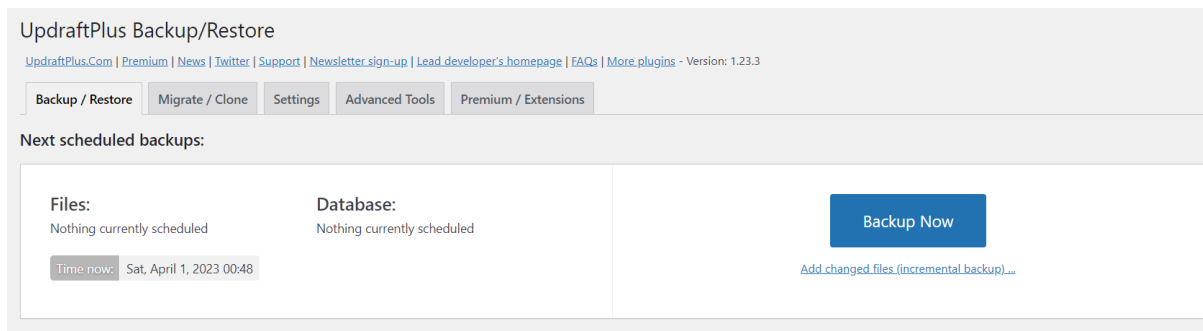 UpdraftPlus Backup/Restore
UpdraftPlus.Com | Premium | News | Twitter | Support | Newsletter sign-up | Lead developer's homepage | FAQs | More plugins - Version: 1.23.3
Backup / Restore Migrate / Clone Settings Advanced Tools Premium / Extensions
Next scheduled backups:
Files:
Nothing currently scheduled
Database:
Nothing currently scheduled
Time now: Sat, April 1, 2023 00:48
Backup Now
Add changed files (incremental backup) ...